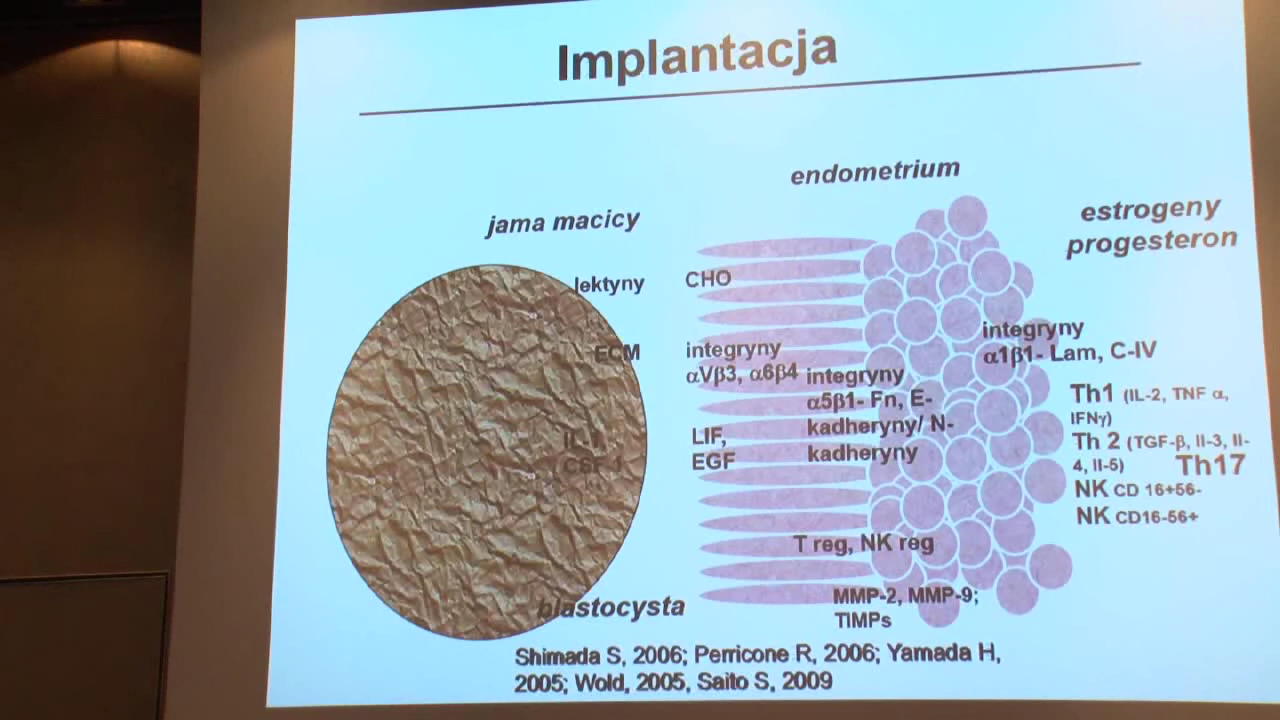 Implantacja
endometrium
jama macicy
estrogeny
progesteron
lektyny
CHO
ECM
integryny
αVβ3, α6β4
integryny
α5β1- Fn, E-
kadheryny/ N-
kadheryny
integryny
α1β1- Lam, C-IV
LIF,
EGF
Th1 (IL-2, TNF α,
IFNγ)
Th 2 (TGF-β, Il-3, Il-
4, Il-5) Th17
NK CD 16+56-
NK CD16-56+
T reg, NK reg
MMP-2, MMP-9;
TIMPs
blastocysta
Shimada S, 2006; Perricone R, 2006; Yamada H,
2005; Wold, 2005, Saito S, 2009